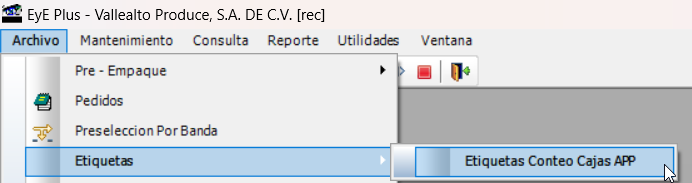 EyE Plus - Vallealto Produce, S.A. DE C.V. [rec]
Archivo Mantenimiento Consulta Reporte Utilidades Ventana
Pre - Empaque
Pedidos
Preseleccion Por Banda
Etiquetas Etiquetas Conteo Cajas APP